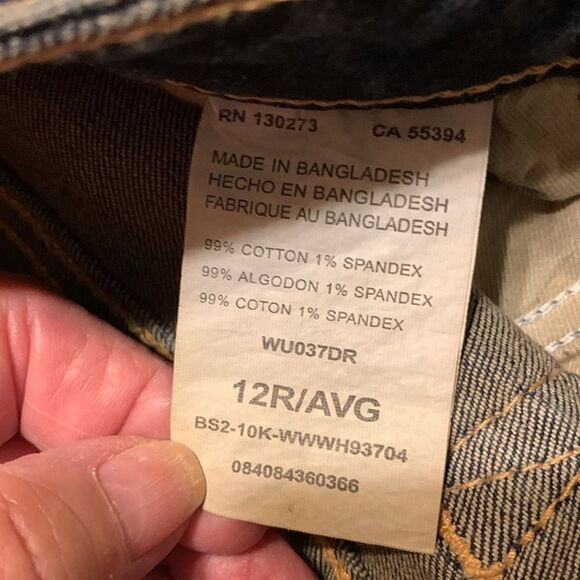 RN 130273 CA 55394
MADE IN BANGLADESH
HECHO EN BANGLADESH
FABRIQUE AU BANGLADESH
99% COTTON 1% SPANDEX
99% ALGODON 1% SPANDEX
99% COTON 1% SPANDEX
WU037DR
12R/AVG
BS2-10K-WWWH93704
084084360366